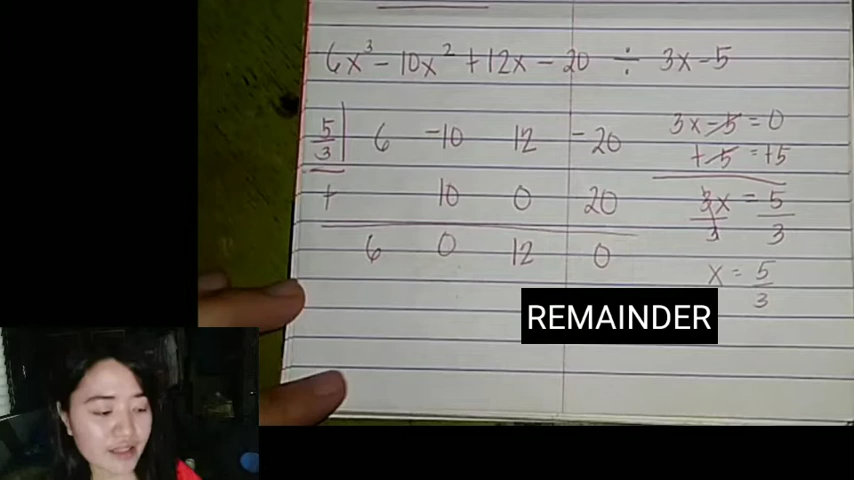 6x³ - 10x² + 12x - 20 ÷ 3x - 5
5/3 | 6 -10 12 -20
+ 10 0 20
6 0 12 0
3x - 5 = 0
+ 5 = +5
3x/3 = 5/3
x = 5/3
REMAINDER